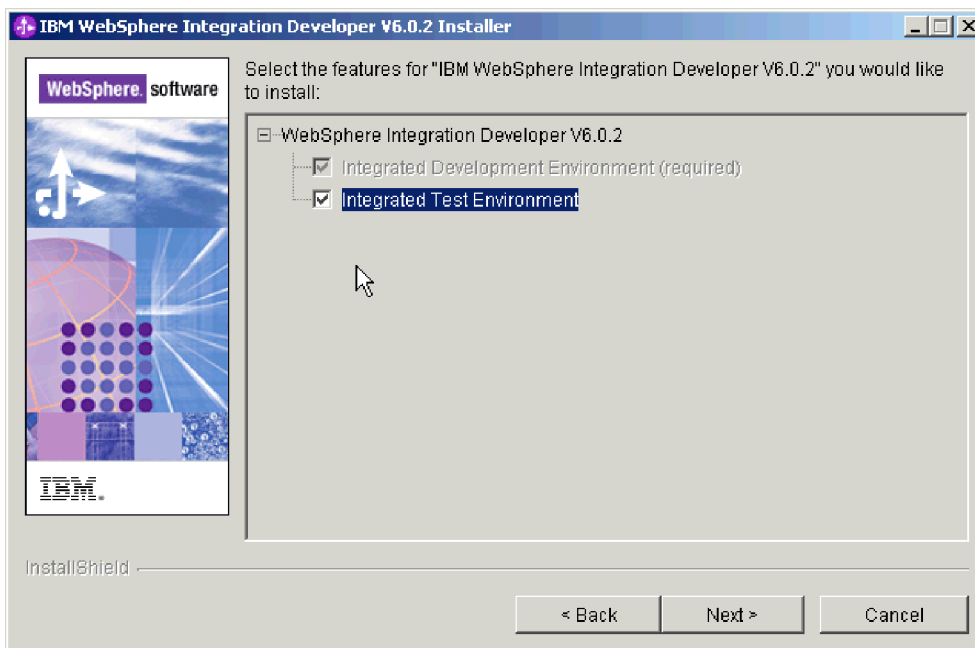 IBM WebSphere Integration Developer V6.0.2 Installer
WebSphere. software
Select the features for "IBM WebSphere Integration Developer V6.0.2" you would like
to install:
WebSphere Integration Developer V6.0.2
Integrated Development Environment (required)
Integrated Test Environment
IBM.
InstallShield
< Back
Next >
Cancel